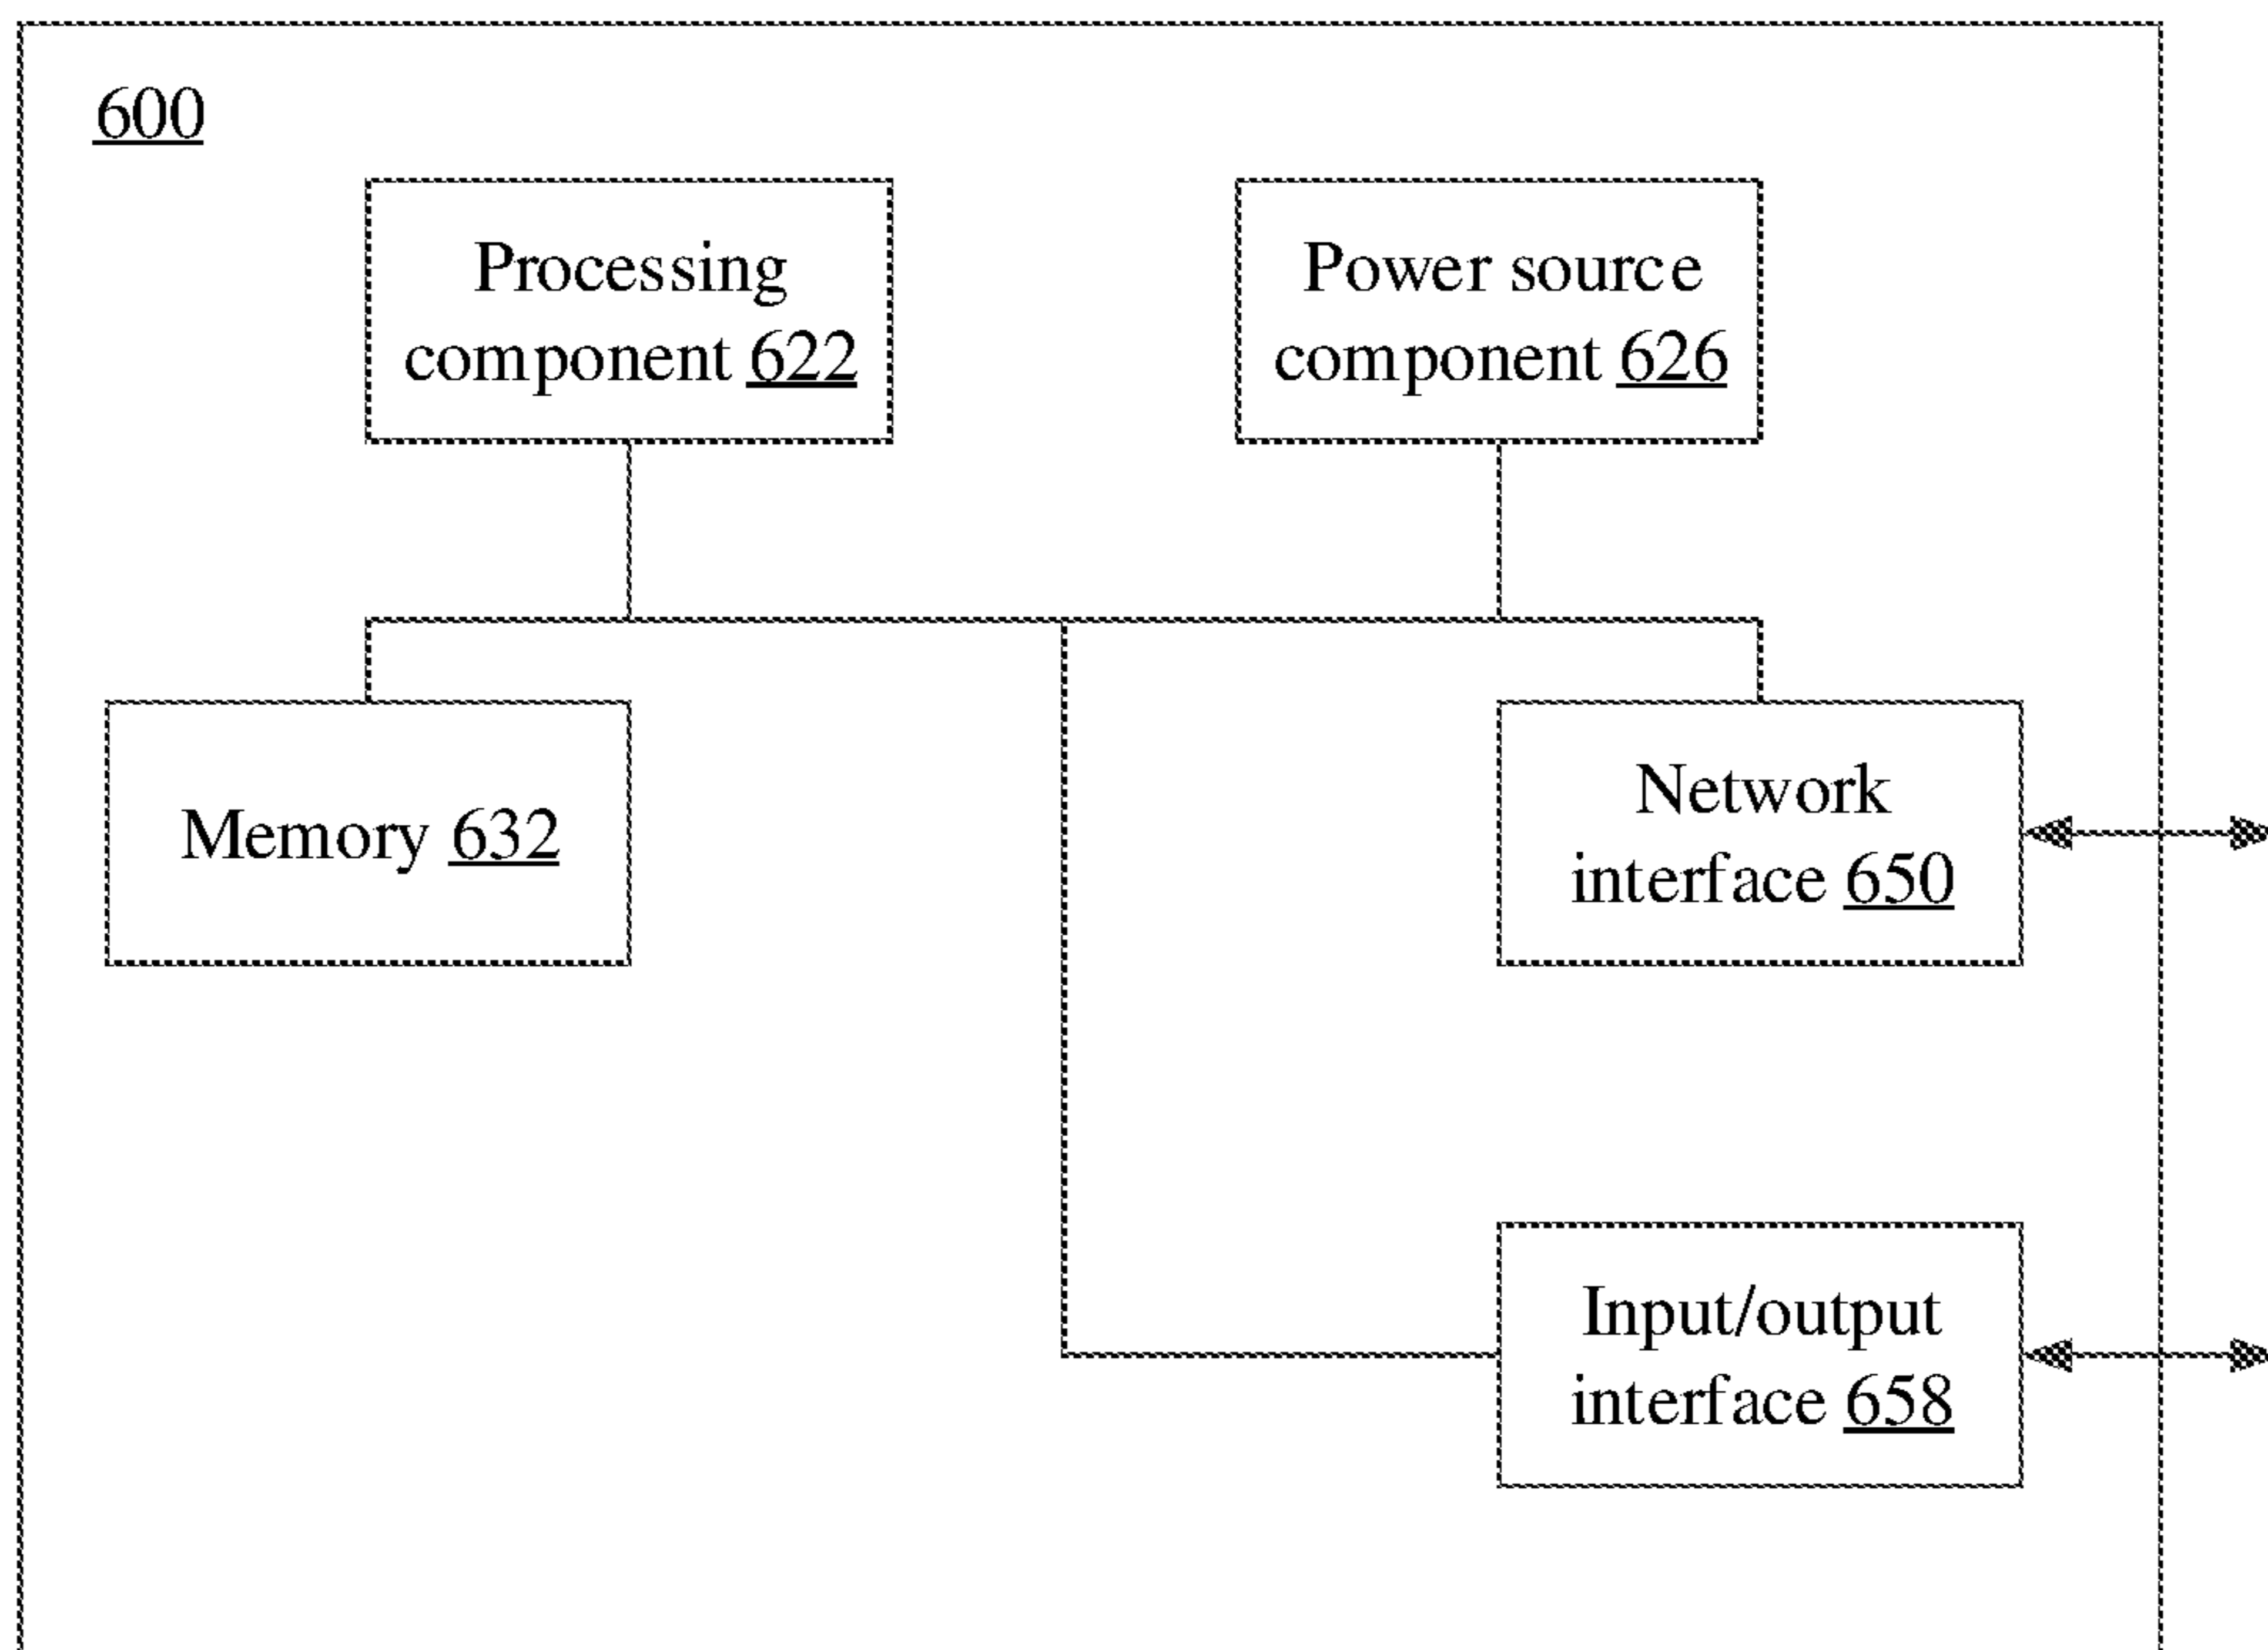 600
Processing
component 622
Power source
component 626
Memory 632
Network
interface 650
Input/output
interface 658